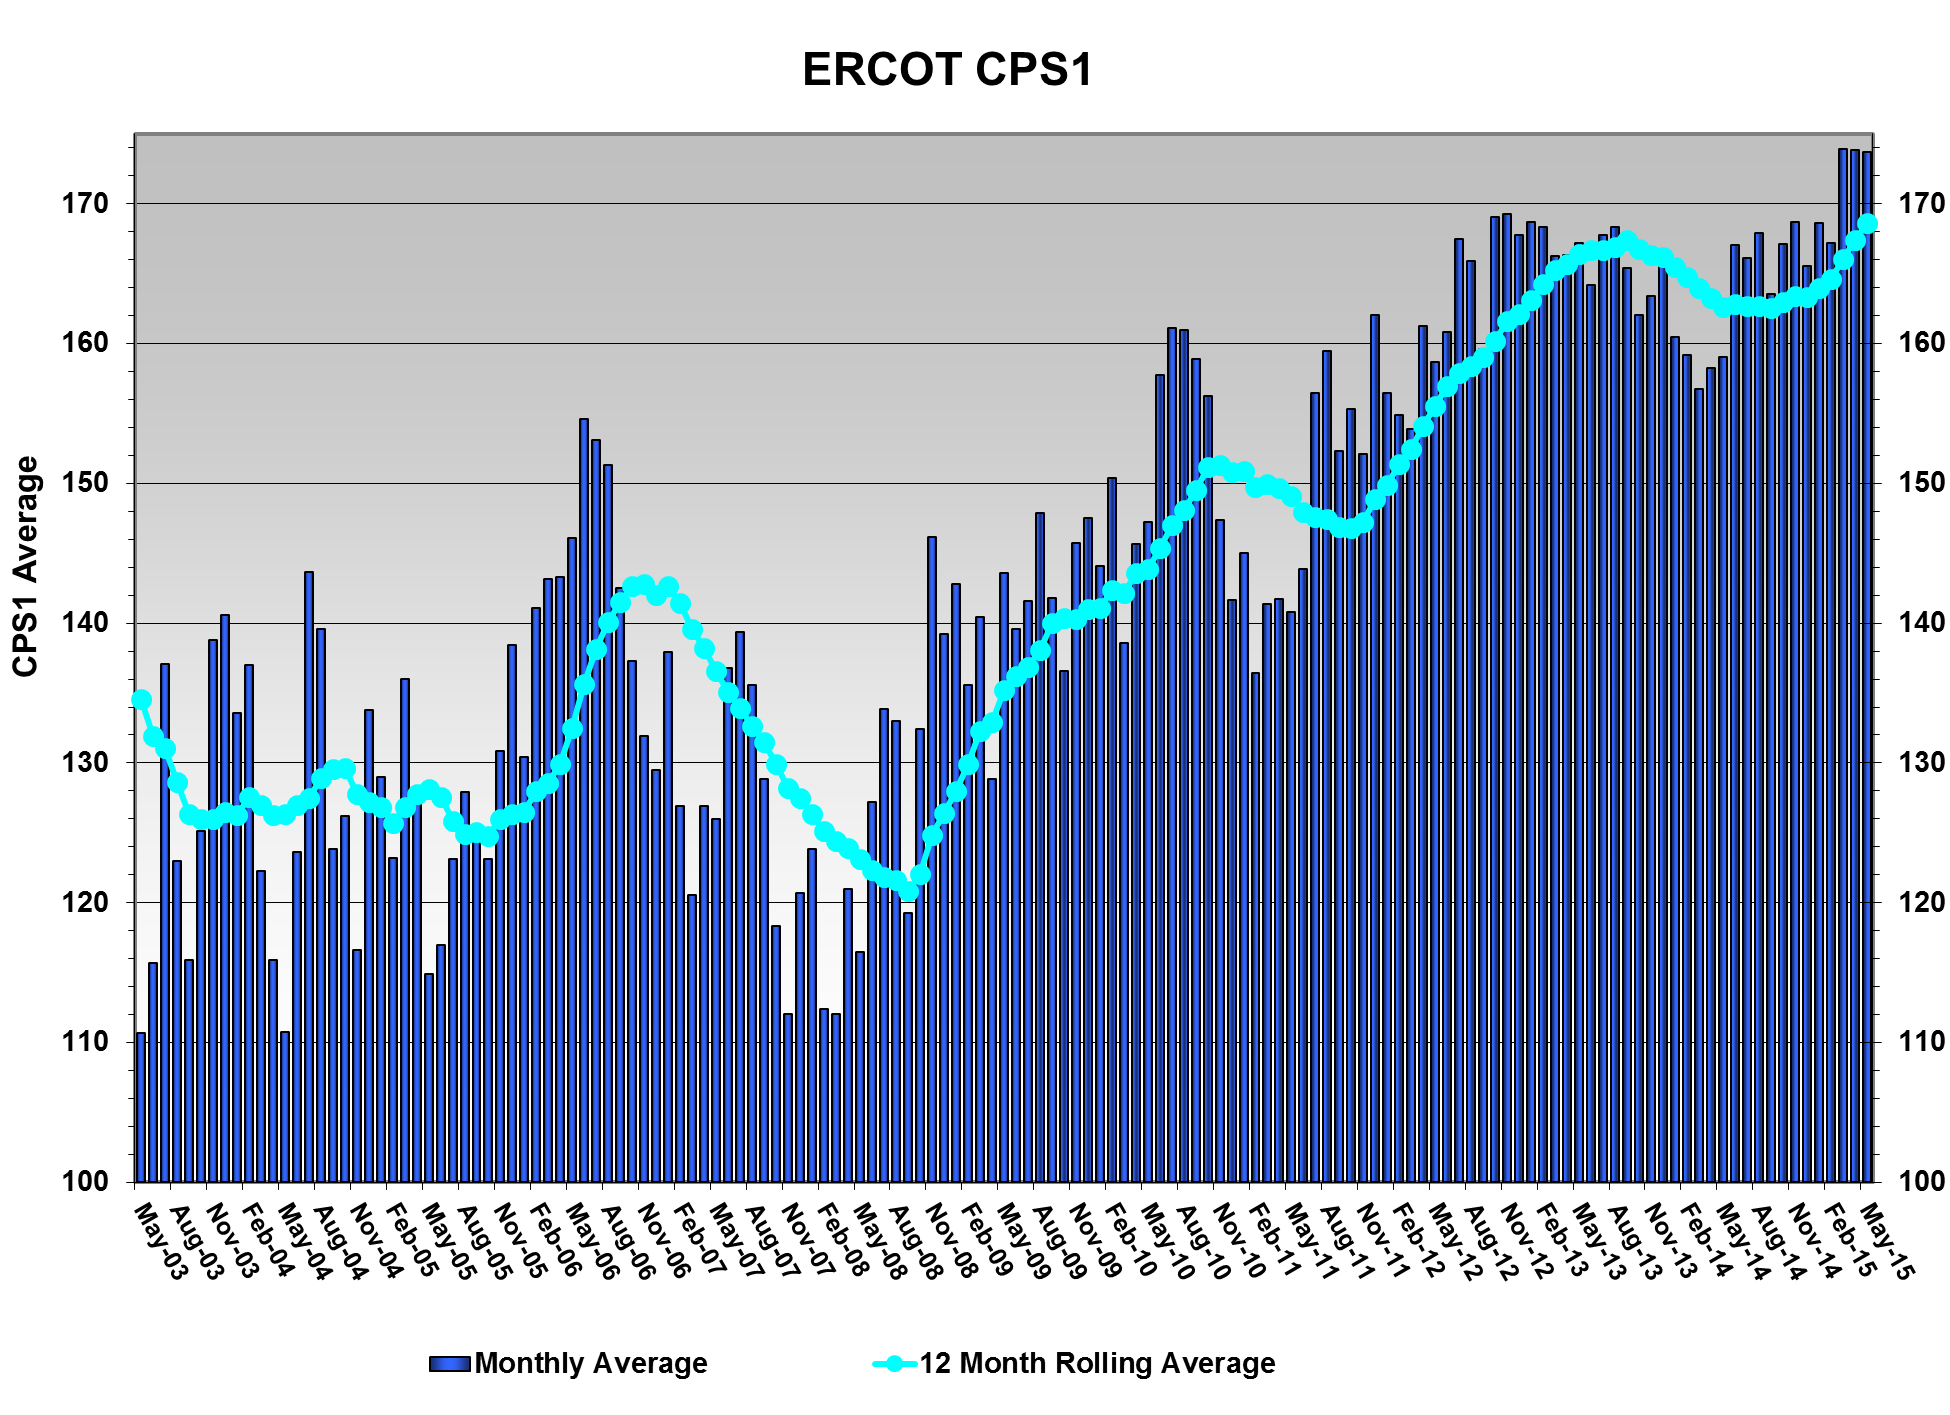 ERCOT CPS1
CPS1 Average
170
160
150
140
130
120
110
100
170
160
150
140
130
120
110
100
May-03
Aug-03
Nov-03
Feb-04
May-04
Aug-04
Nov-04
Feb-05
May-05
Aug-05
Nov-05
Feb-06
May-06
Aug-06
Nov-06
Feb-07
May-07
Aug-07
Nov-07
Feb-08
May-08
Aug-08
Nov-08
Feb-09
May-09
Aug-09
Nov-09
Feb-10
May-10
Aug-10
Nov-10
Feb-11
May-11
Aug-11
Nov-11
Feb-12
May-12
Aug-12
Nov-12
Feb-13
May-13
Aug-13
Nov-13
Feb-14
May-14
Aug-14
Nov-14
Feb-15
May-15
Monthly Average
12 Month Rolling Average